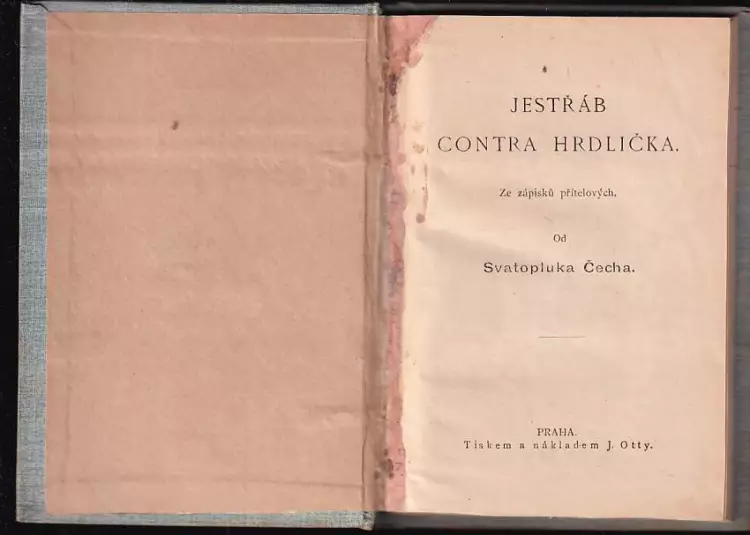 JESTŘÁB
CONTRA HRDLIČKA.
Ze zápisků přítelových.
Od
Svatopluka Čecha.
PRAHA.
Tiskem a nákladem J. Otty.